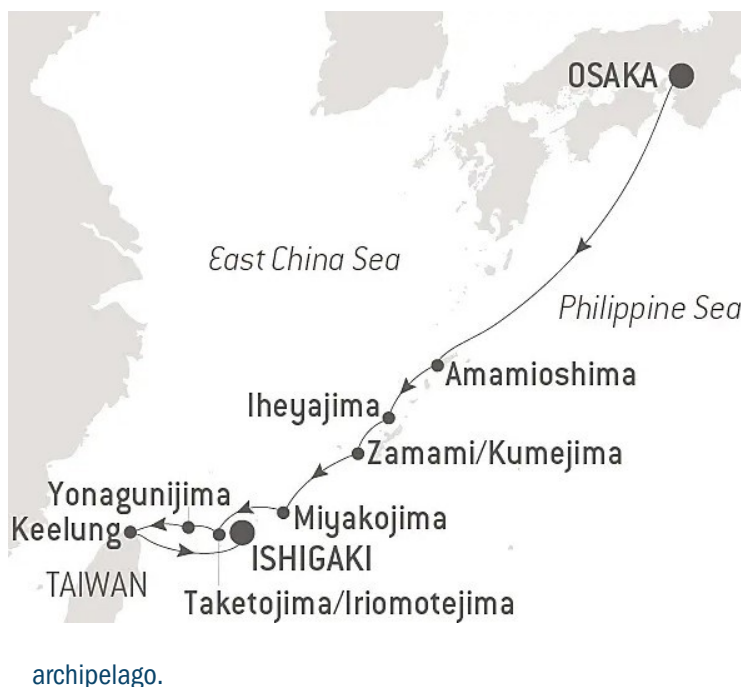 OSAKA
East China Sea
Philippine Sea
Amamioshima
Iheyajima
Zamami/Kumejima
Yonagunijima
Miyakojima
Keelung
ISHIGAKI
TAIWAN
Taketojima/Iriomotejima
archipelago.